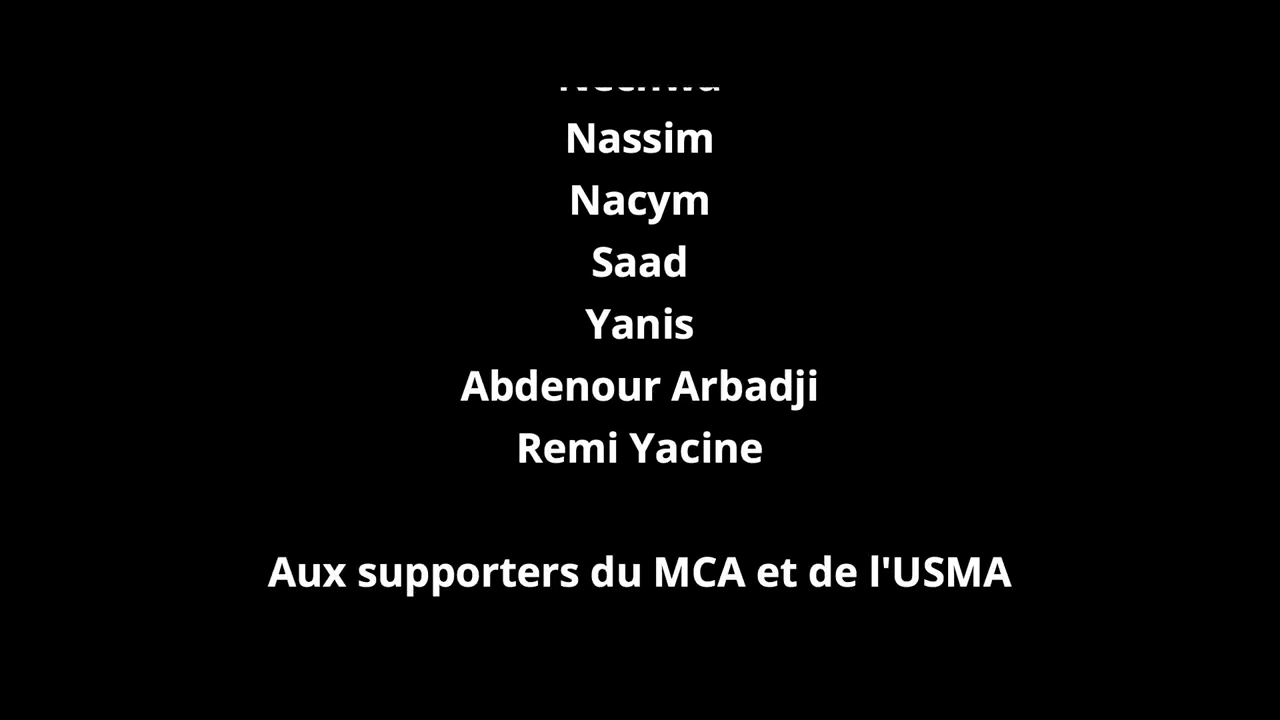 Nassim
Nacym
Saad
Yanis
Abdenour Arbadji
Remi Yacine
Aux supporters du MCA et de l'USMA